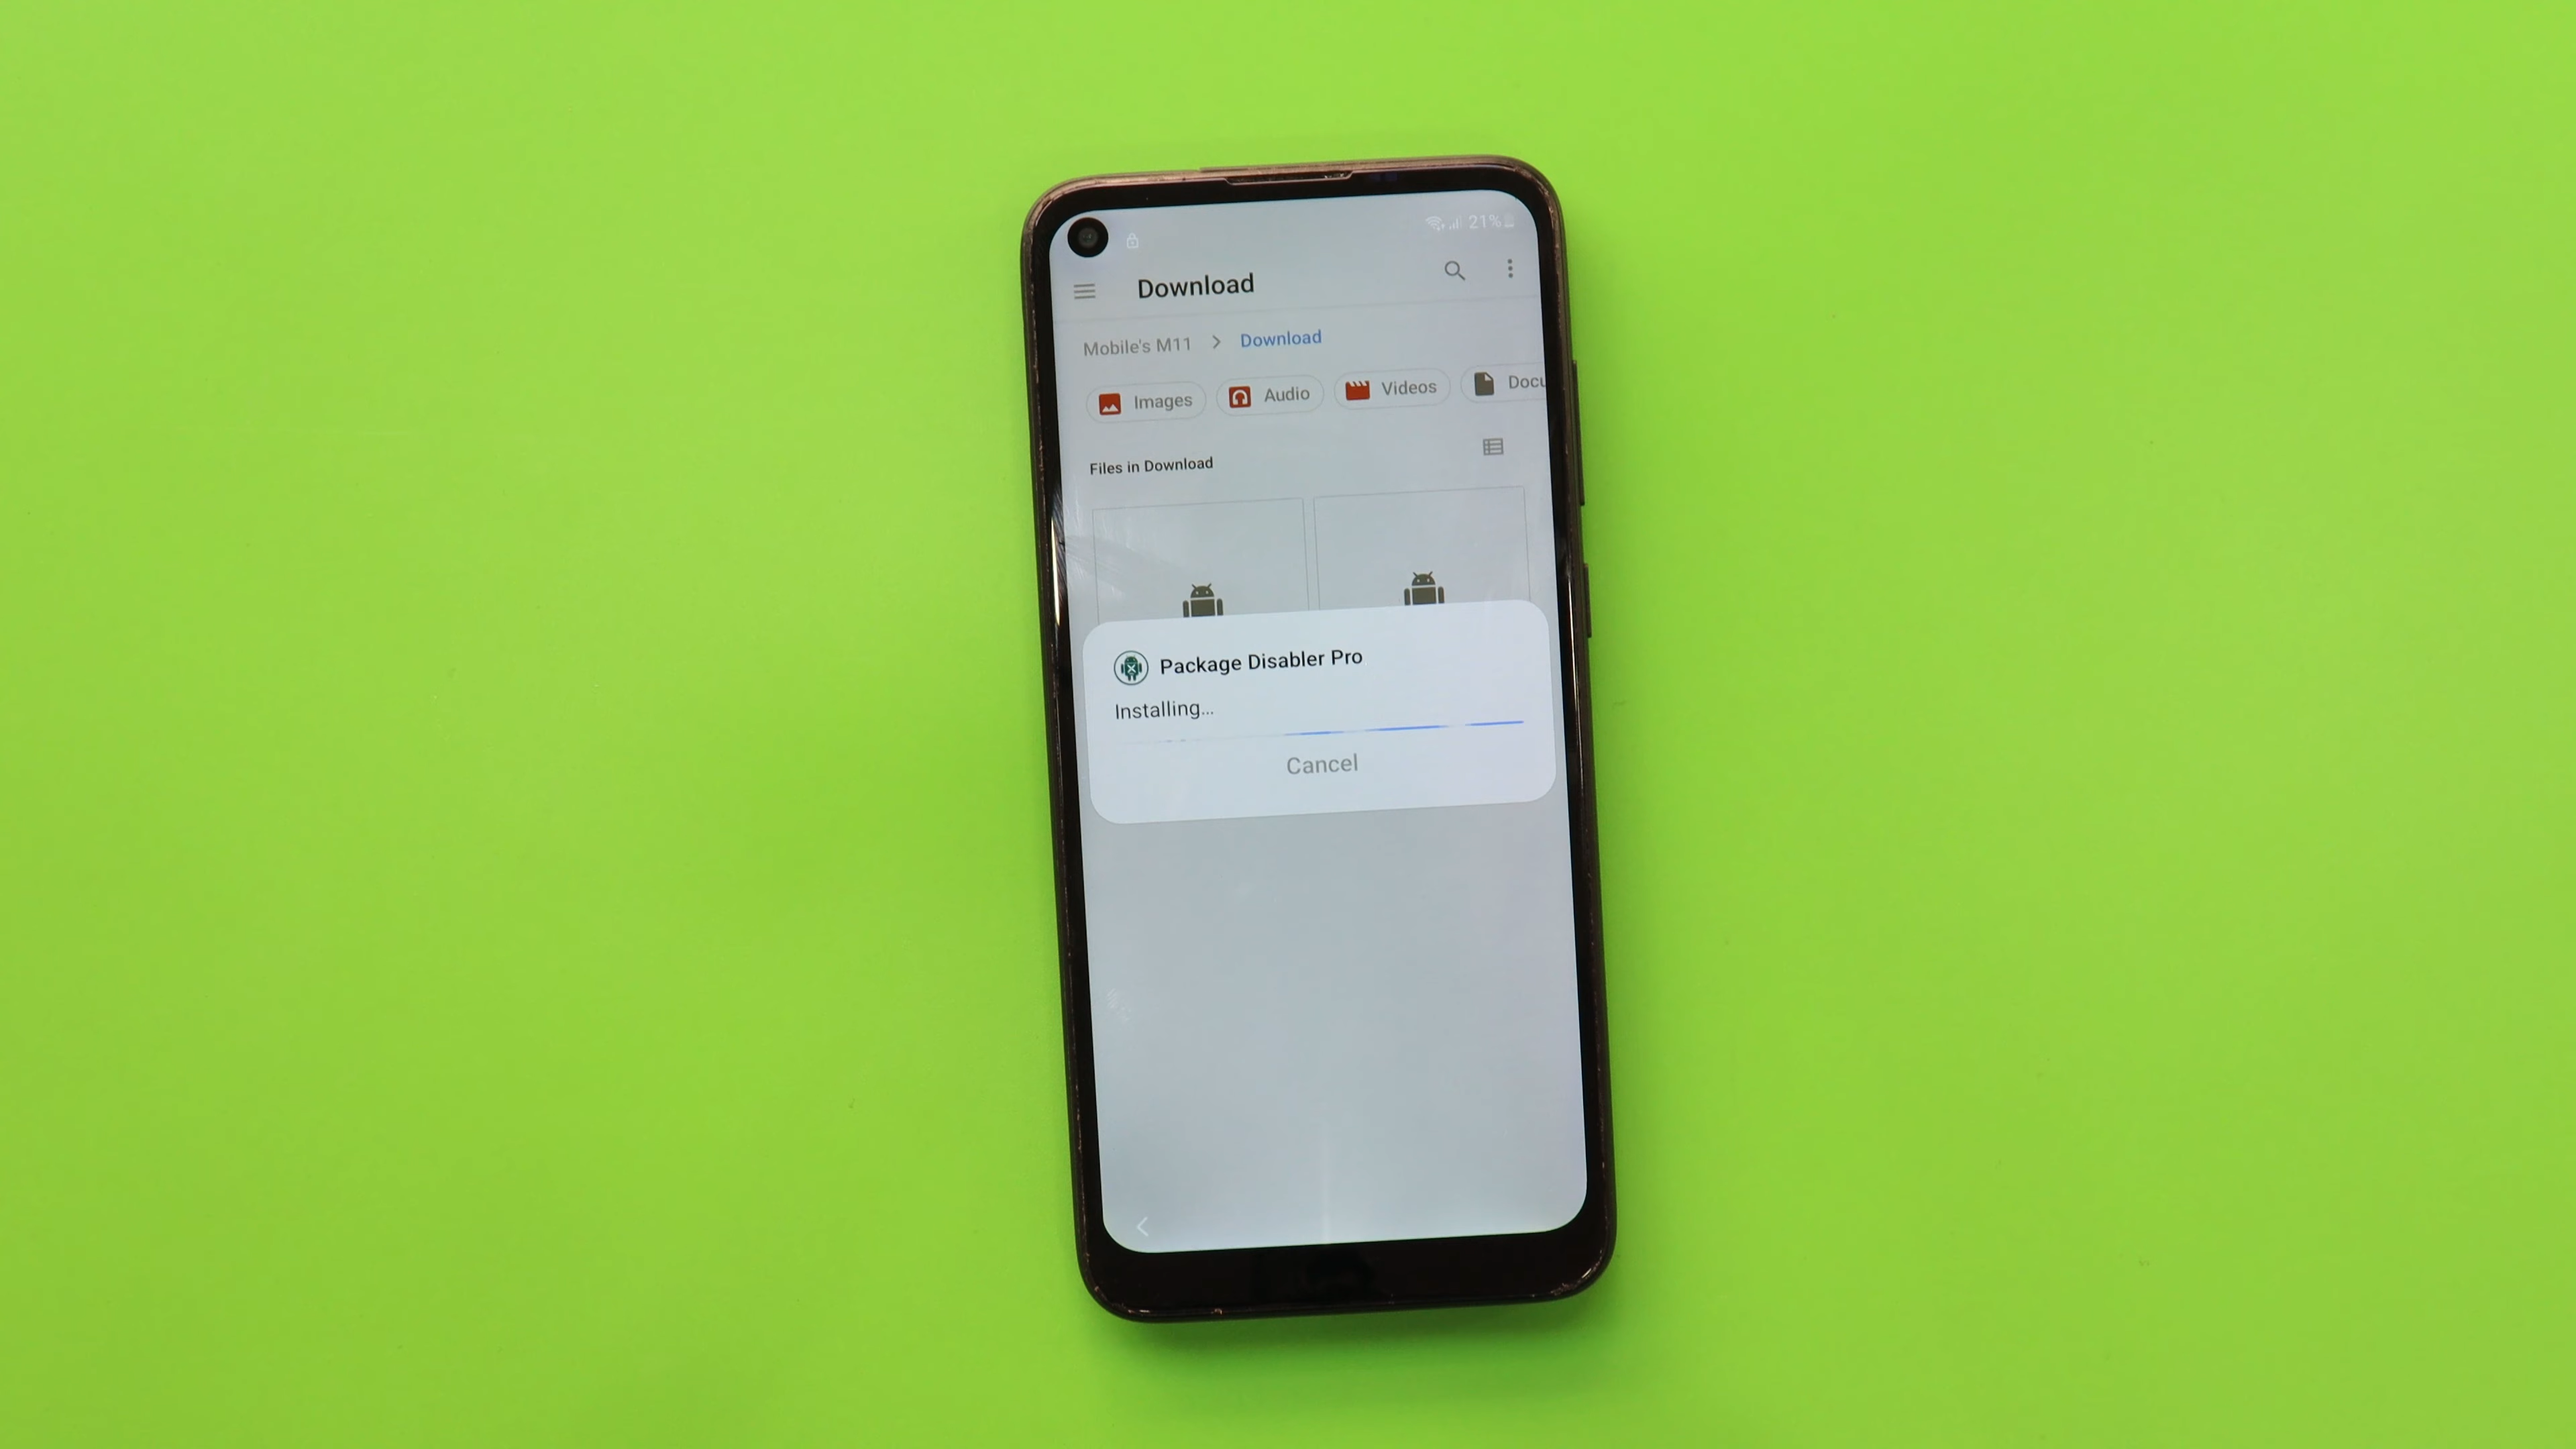 21%
Download
Mobile's M11 > Download
Images Audio Videos Docu
Files in Download
Package Disabler Pro
Installing...
Cancel